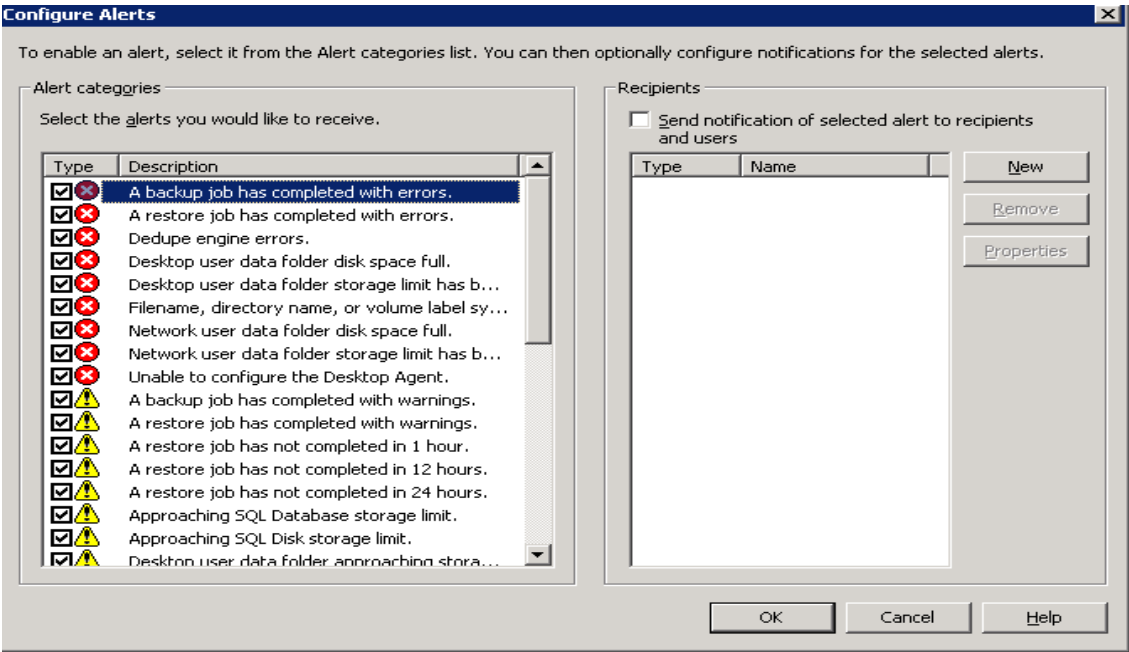 Configure Alerts
To enable an alert, select it from the Alert categories list. You can then optionally configure notifications for the selected alerts.
Alert categories
Select the alerts you would like to receive.
Type Description
A backup job has completed with errors.
A restore job has completed with errors.
Dedupe engine errors.
Desktop user data folder disk space full.
Desktop user data folder storage limit has b...
Filename, directory name, or volume label sy...
Network user data folder disk space full.
Network user data folder storage limit has b...
Unable to configure the Desktop Agent.
A backup job has completed with warnings.
A restore job has completed with warnings.
A restore job has not completed in 1 hour.
A restore job has not completed in 12 hours.
A restore job has not completed in 24 hours.
Approaching SQL Database storage limit.
Approaching SQL Disk storage limit.
Desktop user data folder approaching stora...
Recipients
Send notification of selected alert to recipients
and users
Type Name
New
Remove
Properties
OK Cancel Help